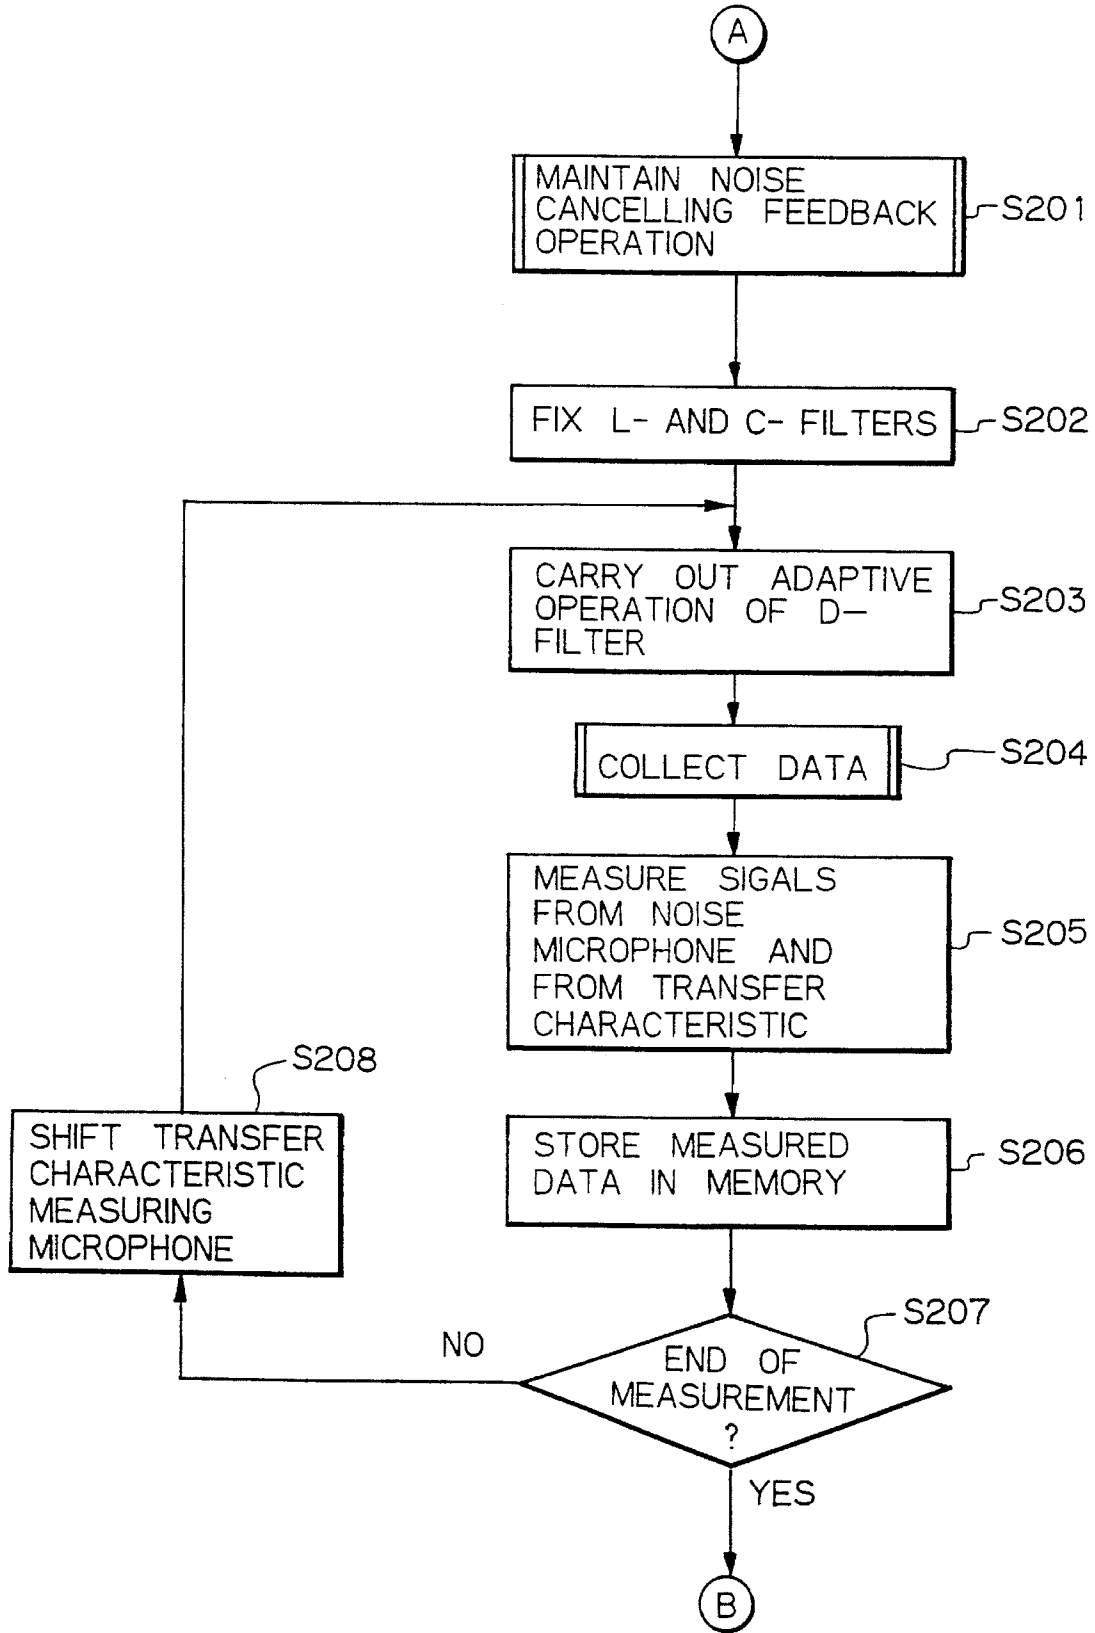 A
MAINTAIN NOISE
CANCELLING FEEDBACK
OPERATION
S201
FIX L- AND C- FILTERS
S202
CARRY OUT ADAPTIVE
OPERATION OF D-
FILTER
S203
COLLECT DATA
S204
MEASURE SIGALS
FROM NOISE
MICROPHONE AND
FROM TRANSFER
CHARACTERISTIC
S205
S208
SHIFT TRANSFER
CHARACTERISTIC
MEASURING
MICROPHONE
STORE MEASURED
DATA IN MEMORY
S206
S207
NO
END OF
MEASUREMENT
?
YES
B